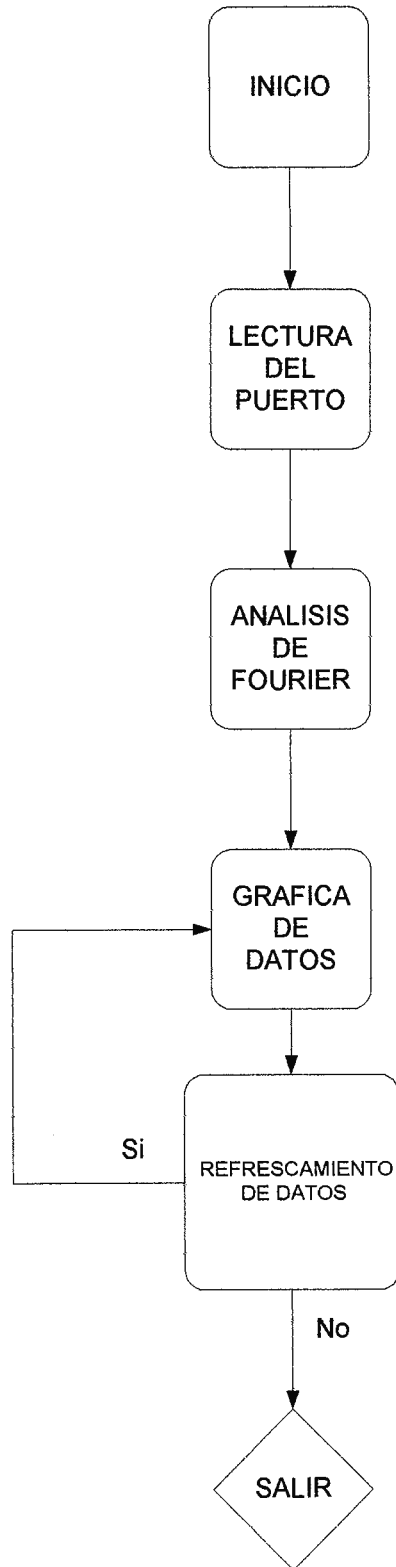 INICIO
LECTURA
DEL
PUERTO
ANALISIS
DE
FOURIER
GRAFICA
DE
DATOS
Si
REFRESCAMIENTO
DE DATOS
No
SALIR